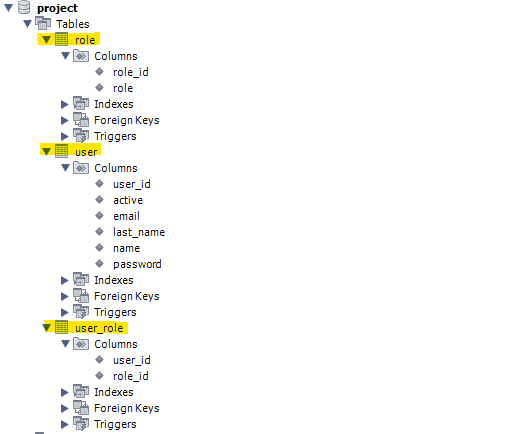 project
Tables
role
Columns
role_id
role
Indexes
Foreign Keys
Triggers
user
Columns
user_id
active
email
last_name
name
password
Indexes
Foreign Keys
Triggers
user_role
Columns
user_id
role_id
Indexes
Foreign Keys
Triggers